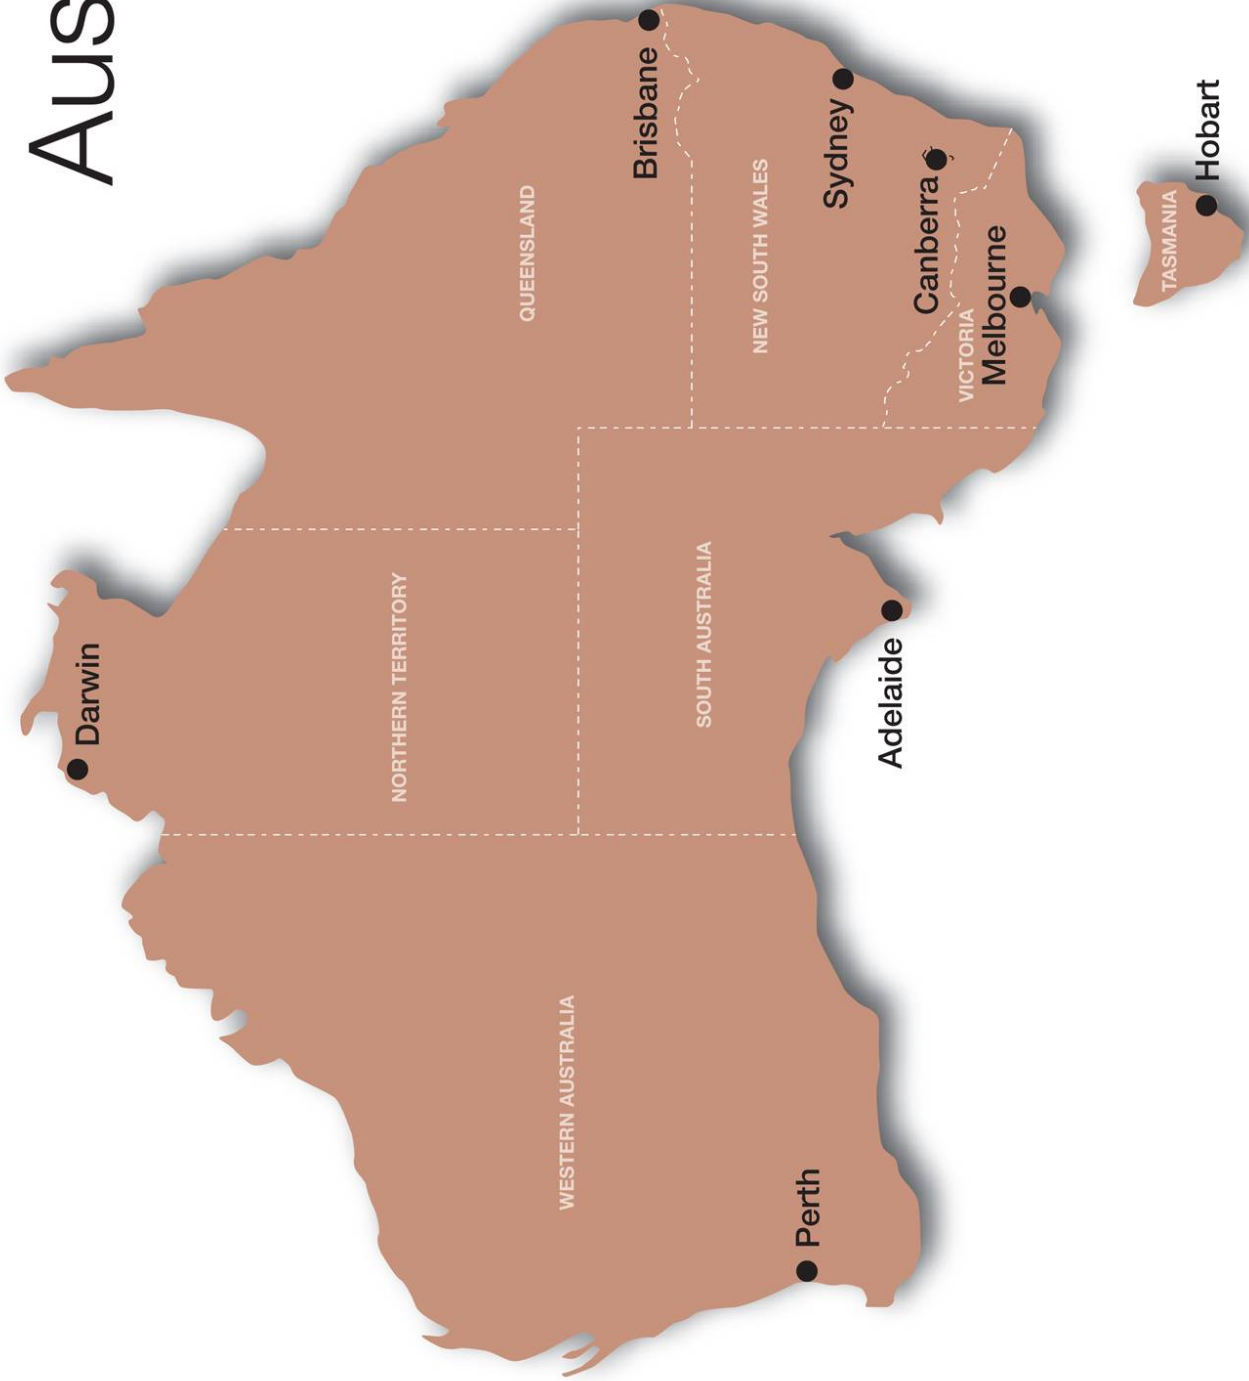 Aus
Darwin
NORTHERN TERRITORY
QUEENSLAND
WESTERN AUSTRALIA
Brisbane
SOUTH AUSTRALIA
NEW SOUTH WALES
Perth
Sydney
Adelaide
Canberra
VICTORIA
Melbourne
TASMANIA
Hobart